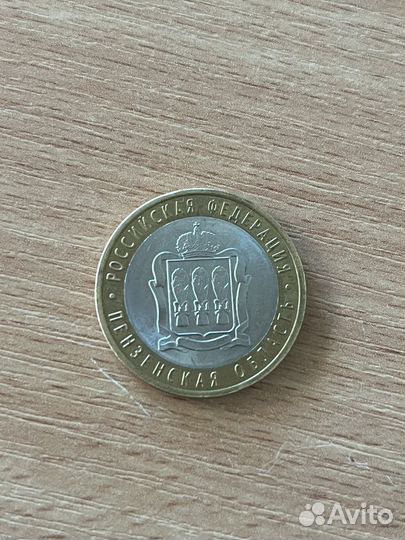 РОССИЙСКАЯ ФЕДЕРАЦИЯ
ПЕНЗЕНСКАЯ ОБЛАСТЬ
Avito